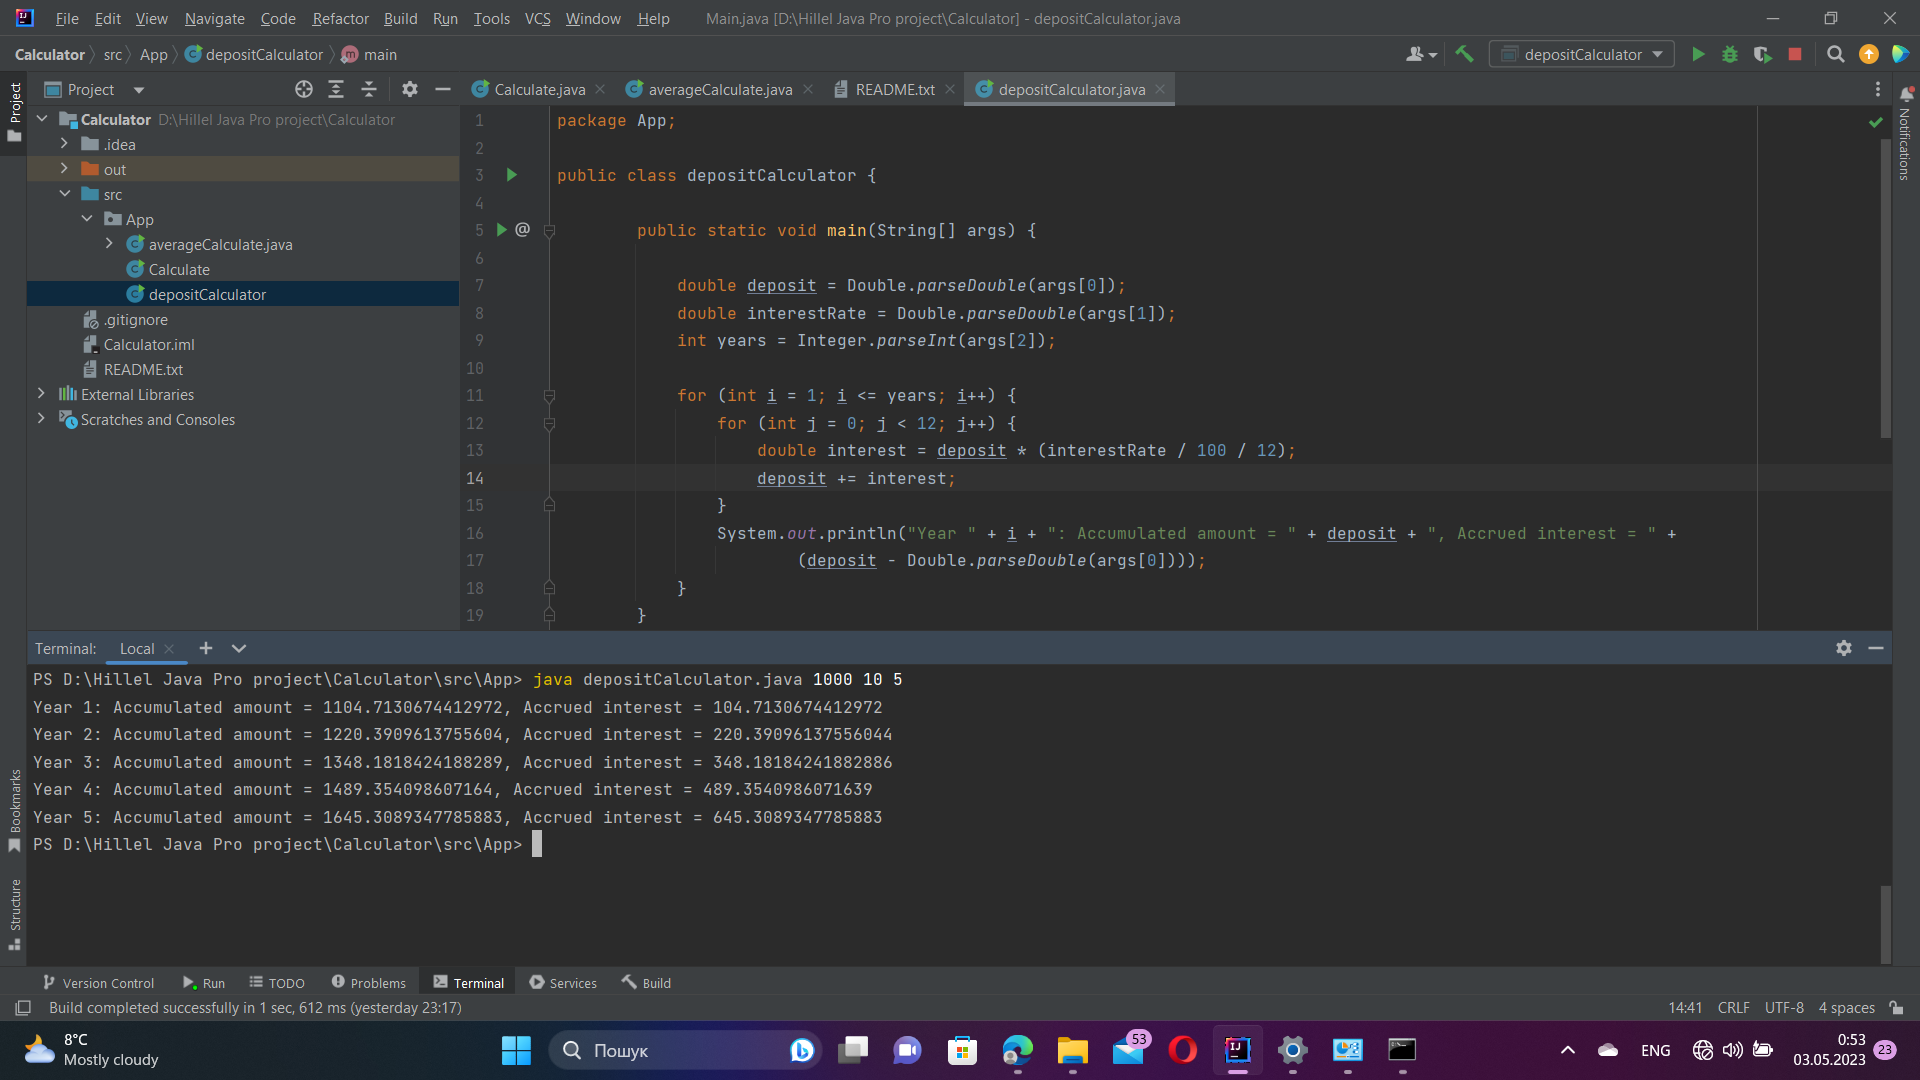 File Edit View Navigate Code Refactor Build Run Tools VCS Window Help Main.java [D:\Hillel Java Pro project\Calculator] - depositCalculator.java
Calculator src App depositCalculator main depositCalculator
Project Calculate.java averageCalculate.java README.txt depositCalculator.java
Project
Notifications
Calculator D:\Hillel Java Pro project\Calculator
.idea
out
src
App
averageCalculate.java
Calculate
depositCalculator
.gitignore
Calculator.iml
README.txt
External Libraries
Scratches and Consoles
1 package App;
2
3 public class depositCalculator {
4
5 public static void main(String[] args) {
6
7 double deposit = Double.parseDouble(args[0]);
8 double interestRate = Double.parseDouble(args[1]);
9 int years = Integer.parseInt(args[2]);
10
11 for (int i = 1; i <= years; i++) {
12 for (int j = 0; j < 12; j++) {
13 double interest = deposit * (interestRate / 100 / 12);
14 deposit += interest;
15 }
16 System.out.println("Year " + i + ": Accumulated amount = " + deposit + ", Accrued interest = " +
17 (deposit - Double.parseDouble(args[0])));
18 }
19 }
Terminal: Local
PS D:\Hillel Java Pro project\Calculator\src\App> java depositCalculator.java 1000 10 5
Year 1: Accumulated amount = 1104.7130674412972, Accrued interest = 104.7130674412972
Year 2: Accumulated amount = 1220.3909613755604, Accrued interest = 220.39096137556044
Year 3: Accumulated amount = 1348.1818424188289, Accrued interest = 348.18184241882886
Year 4: Accumulated amount = 1489.354098607164, Accrued interest = 489.3540986071639
Year 5: Accumulated amount = 1645.3089347785883, Accrued interest = 645.3089347785883
PS D:\Hillel Java Pro project\Calculator\src\App>
Bookmarks
Structure
Version Control Run TODO Problems Terminal Services Build
Build completed successfully in 1 sec, 612 ms (yesterday 23:17) 14:41 CRLF UTF-8 4 spaces
8°C
Mostly cloudy
Пошук
53
ENG
0:53
03.05.2023
23